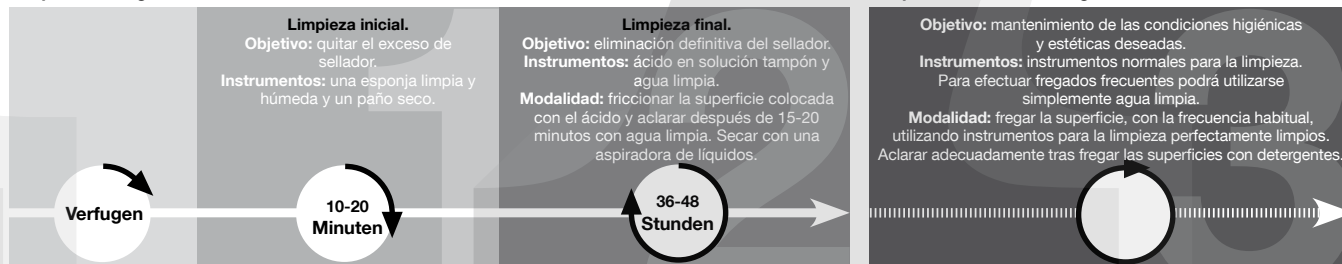 Limpieza inicial.
Objetivo: quitar el exceso de
sellador.
Instrumentos: una esponja limpia y
húmeda y un paño seco.
Limpieza final.
Objetivo: eliminación definitiva del sellador.
Instrumentos: ácido en solución tampón y
agua limpia.
Modalidad: friccionar la superficie colocada
con el ácido y aclarar después de 15-20
minutos con agua limpia. Secar con una
aspiradora de líquidos.
Verfugen
10-20
Minuten
36-48
Stunden
Objetivo: mantenimiento de las condiciones higiénicas
y estéticas deseadas.
Instrumentos: instrumentos normales para la limpieza.
Para efectuar fregados frecuentes podrá utilizarse
simplemente agua limpia.
Modalidad: fregar la superficie, con la frecuencia habitual,
utilizando instrumentos para la limpieza perfectamente limpios.
Aclarar adecuadamente tras fregar las superficies con detergentes.